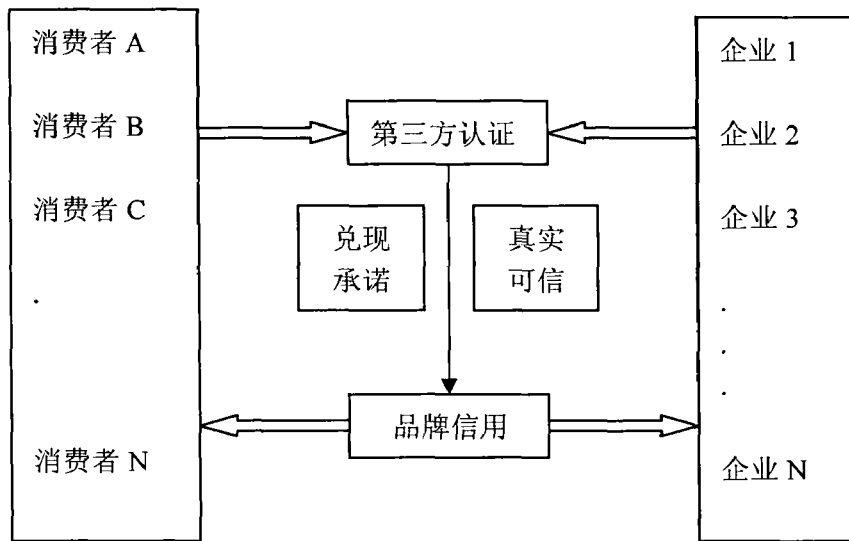 消费者 A
消费者 B
消费者 C
.
消费者 N
第三方认证
兑现
承诺
真实
可信
品牌信用
企业 1
企业 2
企业 3
.
.
.
企业 N